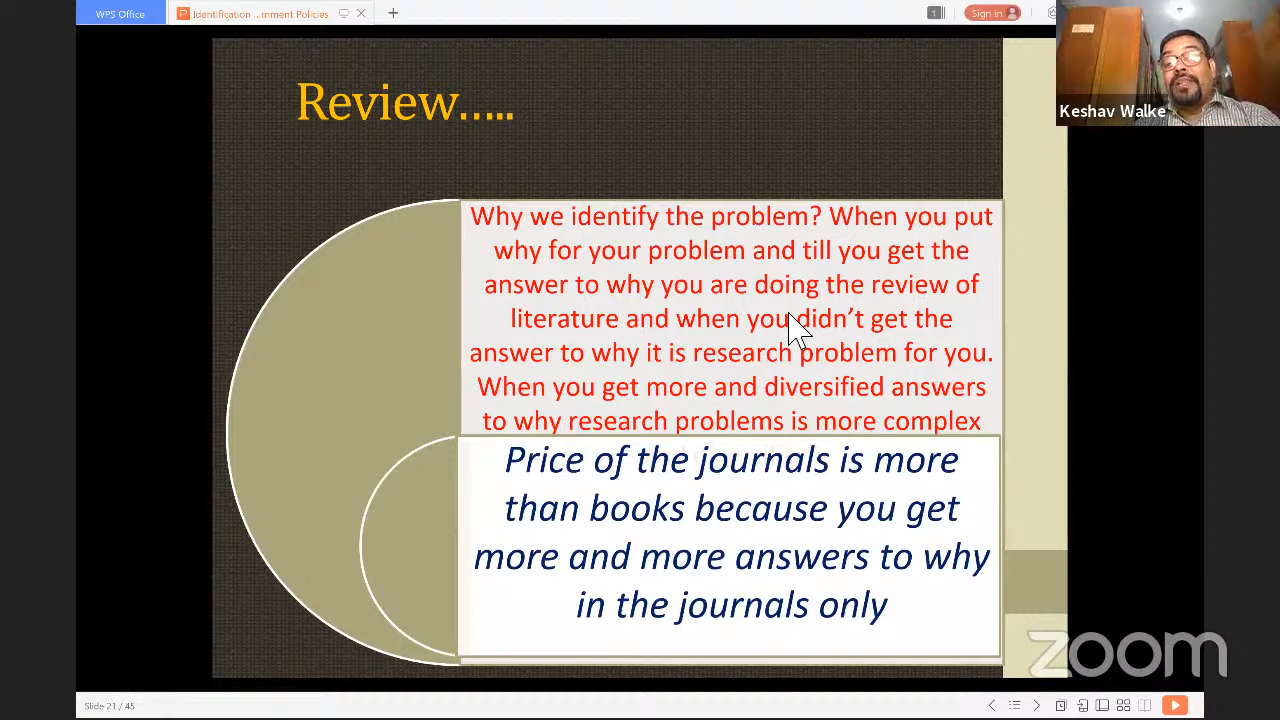 WPS Office
Identification ...rnment Policies
1
Sign in
Keshav Walke
Review.....
Why we identify the problem? When you put
why for your problem and till you get the
answer to why you are doing the review of
literature and when you didn’t get the
answer to why it is research problem for you.
When you get more and diversified answers
to why research problems is more complex
Price of the journals is more
than books because you get
more and more answers to why
in the journals only
zoom
Slide 21 / 45